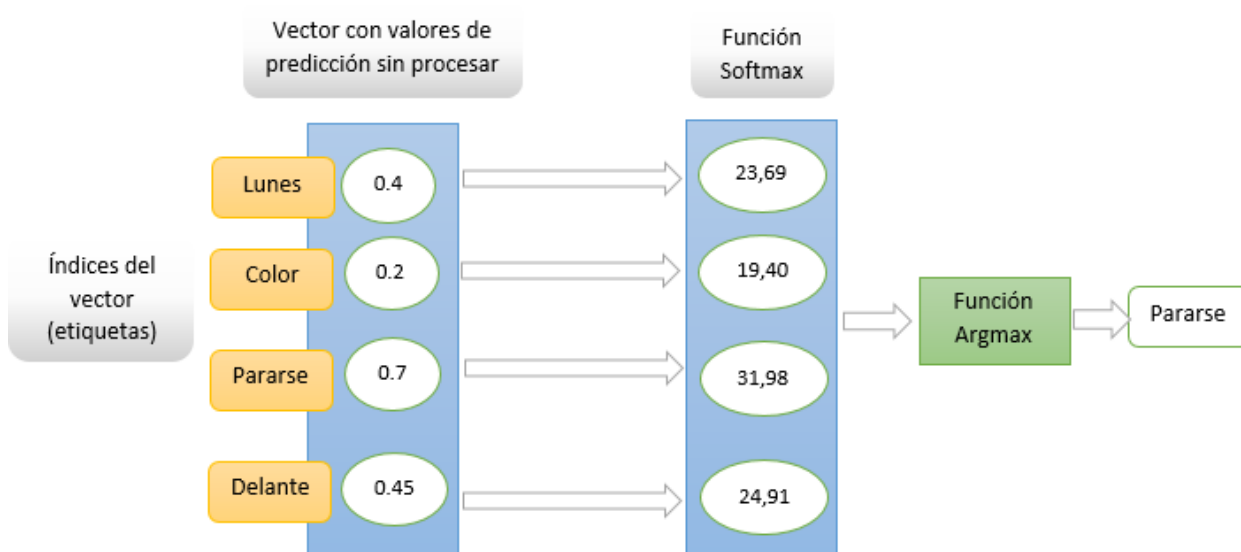 Vector con valores de
predicción sin procesar
Función
Softmax
Índices del
vector
(etiquetas)
Lunes
0.4
23,69
Color
0.2
19,40
Pararse
0.7
31,98
Delante
0.45
24,91
Función
Argmax
Pararse